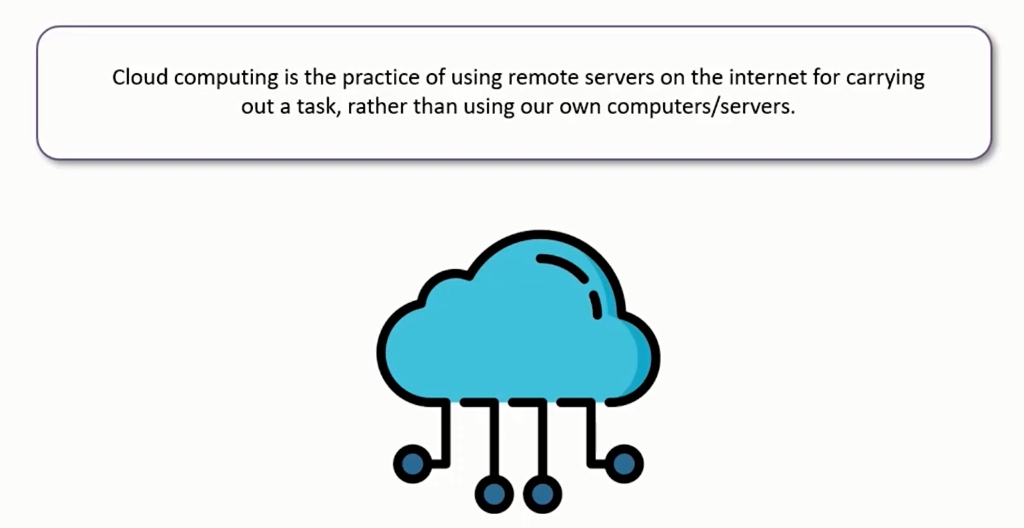 Cloud computing is the practice of using remote servers on the internet for carrying
out a task, rather than using our own computers/servers.